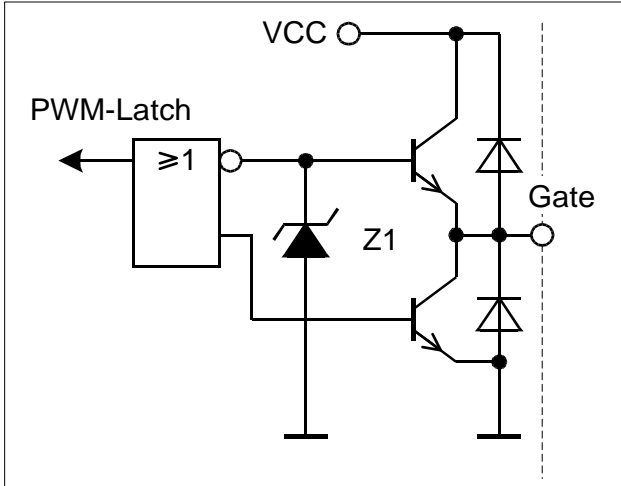 VCC
PWM-Latch
≥1
Gate
Z1